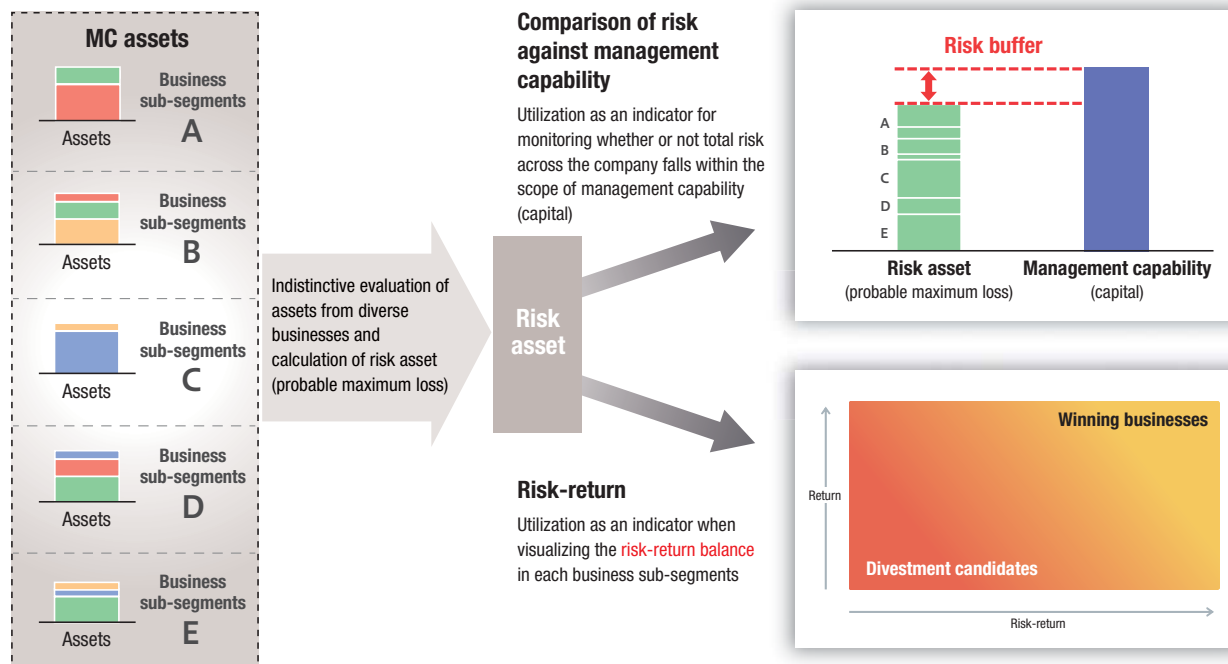 MC assets
Business
sub-segments
A
Assets
Business
sub-segments
B
Assets
Business
sub-segments
C
Assets
Business
sub-segments
D
Assets
Business
sub-segments
E
Assets
Indistinctive evaluation of
assets from diverse
businesses and
calculation of risk asset
(probable maximum loss)
Risk
asset
Comparison of risk
against management
capability
Utilization as an indicator for
monitoring whether or not total risk
across the company falls within the
scope of management capability
(capital)
Risk buffer
A
B
C
D
E
Risk asset
(probable maximum loss)
Management capability
(capital)
Risk-return
Utilization as an indicator when
visualizing the risk-return balance
in each business sub-segments
Return
Winning businesses
Divestment candidates
Risk-return